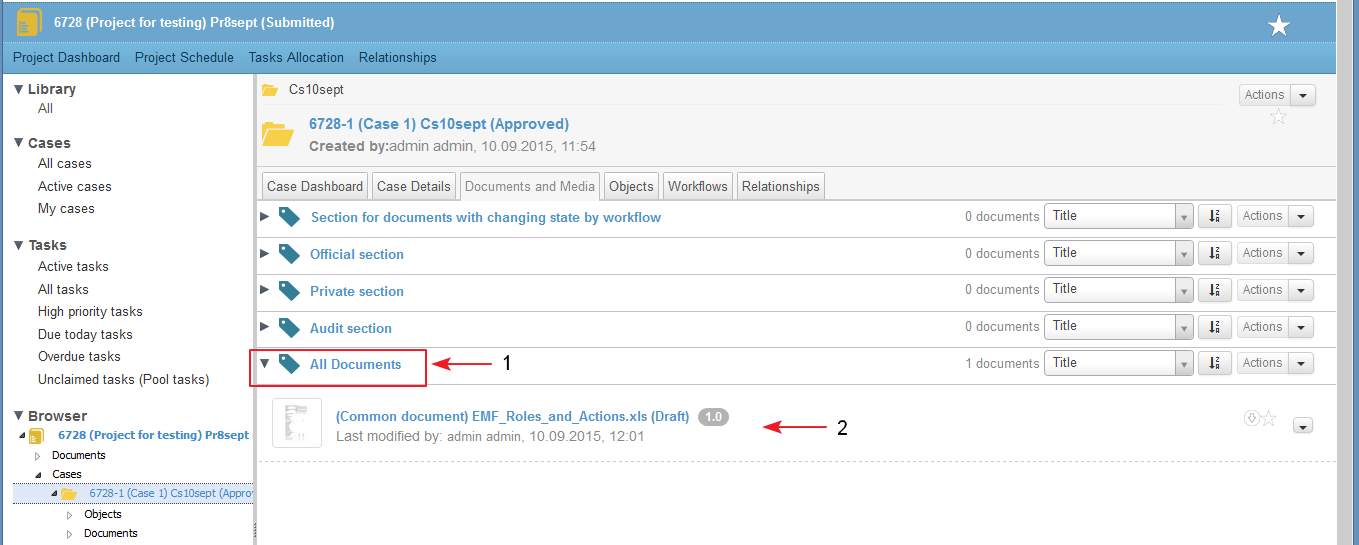 6728 (Project for testing) Pr8sept (Submitted)
Project Dashboard Project Schedule Tasks Allocation Relationships
Library
All
Cases
All cases
Active cases
My cases
Tasks
Active tasks
All tasks
High priority tasks
Due today tasks
Overdue tasks
Unclaimed tasks (Pool tasks)
Browser
6728 (Project for testing) Pr8sept
Documents
Cases
6728-1 (Case 1) Cs10sept (Approv
Objects
Documents
Cs10sept
Actions
6728-1 (Case 1) Cs10sept (Approved)
Created by:admin admin, 10.09.2015, 11:54
Case Dashboard Case Details Documents and Media Objects Workflows Relationships
Section for documents with changing state by workflow 0 documents Title Actions
Official section 0 documents Title Actions
Private section 0 documents Title Actions
Audit section 0 documents Title Actions
All Documents 1 1 documents Title Actions
(Common document) EMF_Roles_and_Actions.xls (Draft) 1.0
Last modified by: admin admin, 10.09.2015, 12:01
2